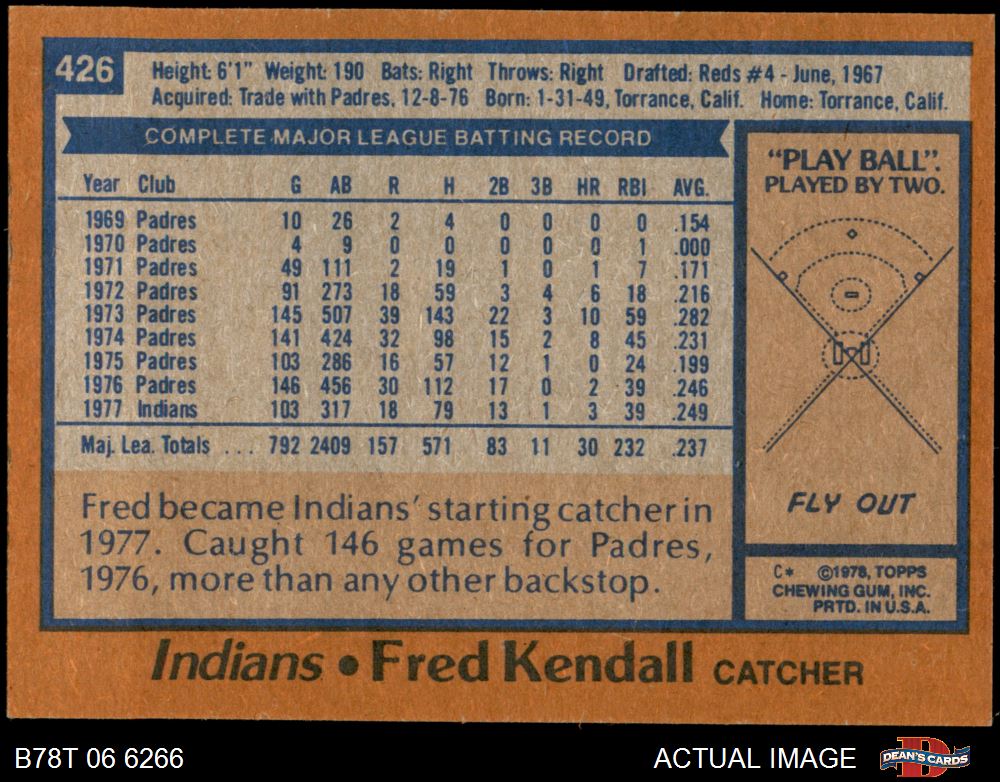 426
Height: 6'1" Weight: 190 Bats: Right Throws: Right Drafted: Reds #4 - June, 1967
Acquired: Trade with Padres, 12-8-76 Born: 1-31-49, Torrance, Calif. Home: Torrance, Calif.
COMPLETE MAJOR LEAGUE BATTING RECORD
Year Club G AB R H 2B 3B HR RBI AVG.
1969 Padres 10 26 2 4 0 0 0 0 .154
1970 Padres 4 9 0 0 0 0 0 1 .000
1971 Padres 49 111 2 19 1 0 1 7 .171
1972 Padres 91 273 18 59 3 4 6 18 .216
1973 Padres 145 507 39 143 22 3 10 59 .282
1974 Padres 141 424 32 98 15 2 8 45 .231
1975 Padres 103 286 16 57 12 1 0 24 .199
1976 Padres 146 456 30 112 17 0 2 39 .246
1977 Indians 103 317 18 79 13 1 3 39 .249
Maj. Lea. Totals . . . 792 2409 157 571 83 11 30 232 .237
Fred became Indians' starting catcher in
1977. Caught 146 games for Padres,
1976, more than any other backstop.
"PLAY BALL".
PLAYED BY TWO.
FLY OUT
C* ©1978, TOPPS
CHEWING GUM, INC.
PRTD. IN U.S.A.
Indians • Fred Kendall CATCHER
B78T 06 6266
ACTUAL IMAGE
DEAN'S CARDS